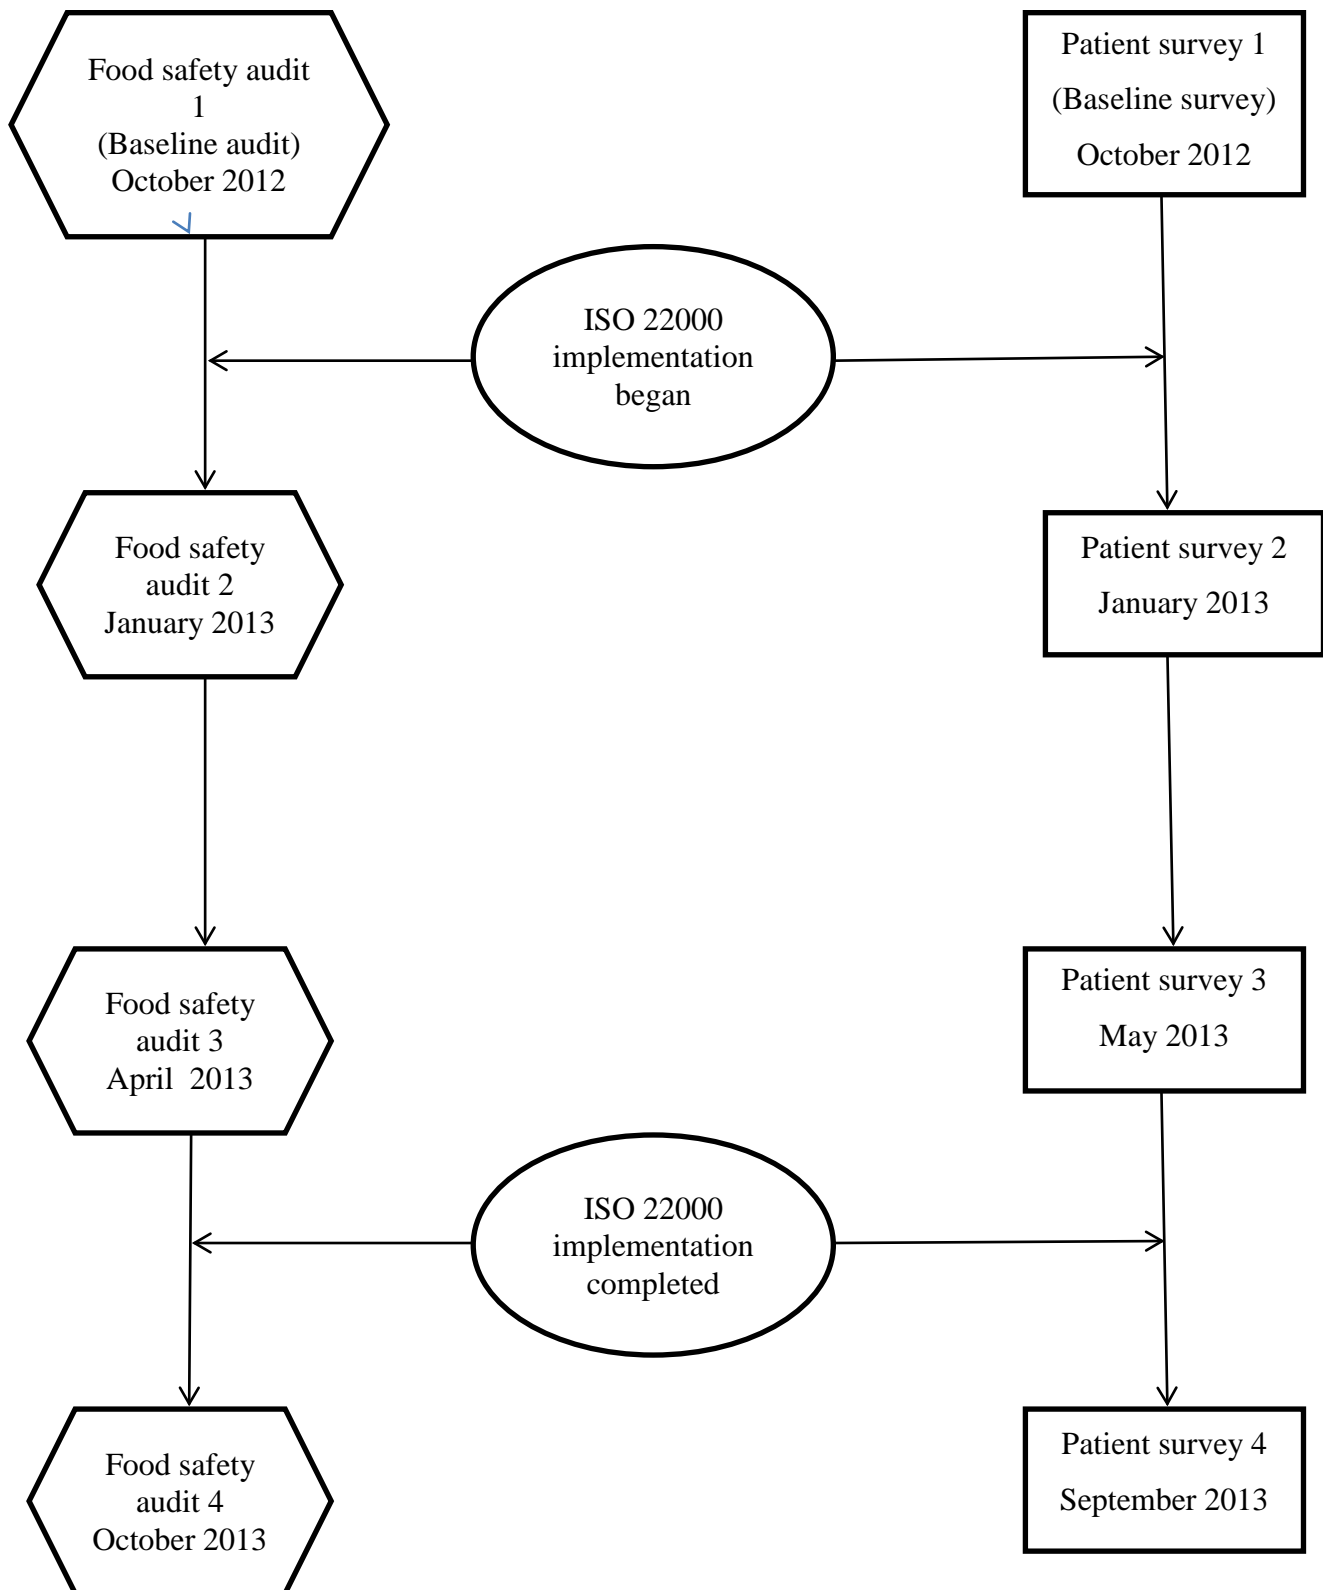 Food safety audit
1
(Baseline audit)
October 2012
Patient survey 1
(Baseline survey)
October 2012
ISO 22000
implementation
began
Food safety
audit 2
January 2013
Patient survey 2
January 2013
Food safety
audit 3
April  2013
Patient survey 3
May 2013
ISO 22000
implementation
completed
Food safety
audit 4
October 2013
Patient survey 4
September 2013